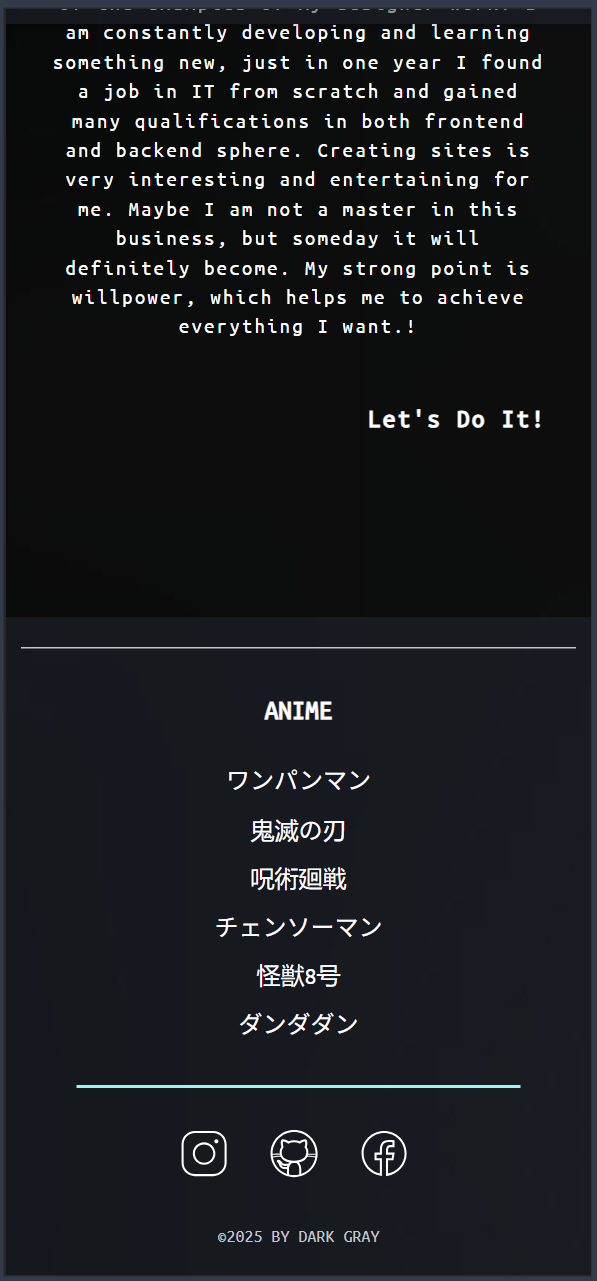 am constantly developing and learning
something new, just in one year I found
a job in IT from scratch and gained
many qualifications in both frontend
and backend sphere. Creating sites is
very interesting and entertaining for
me. Maybe I am not a master in this
business, but someday it will
definitely become. My strong point is
willpower, which helps me to achieve
everything I want.!
Let's Do It!
ANIME
ワンパンマン
鬼滅の刃
呪術廻戦
チェンソーマン
怪獣8号
ダンダダン
©2025 BY DARK GRAY